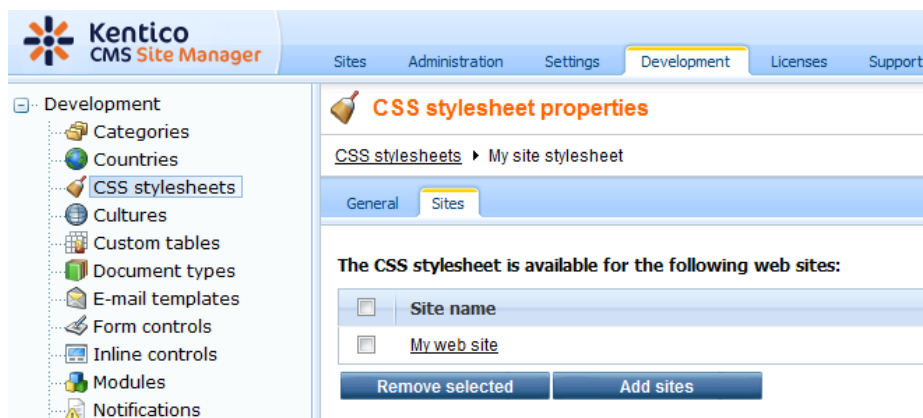 Kentico
CMS Site Manager
Sites Administration Settings Development Licenses Support
Development
Categories
Countries
CSS stylesheets
Cultures
Custom tables
Document types
E-mail templates
Form controls
Inline controls
Modules
Notifications
CSS stylesheet properties
CSS stylesheets My site stylesheet
General Sites
The CSS stylesheet is available for the following web sites:
Site name
My web site
Remove selected Add sites